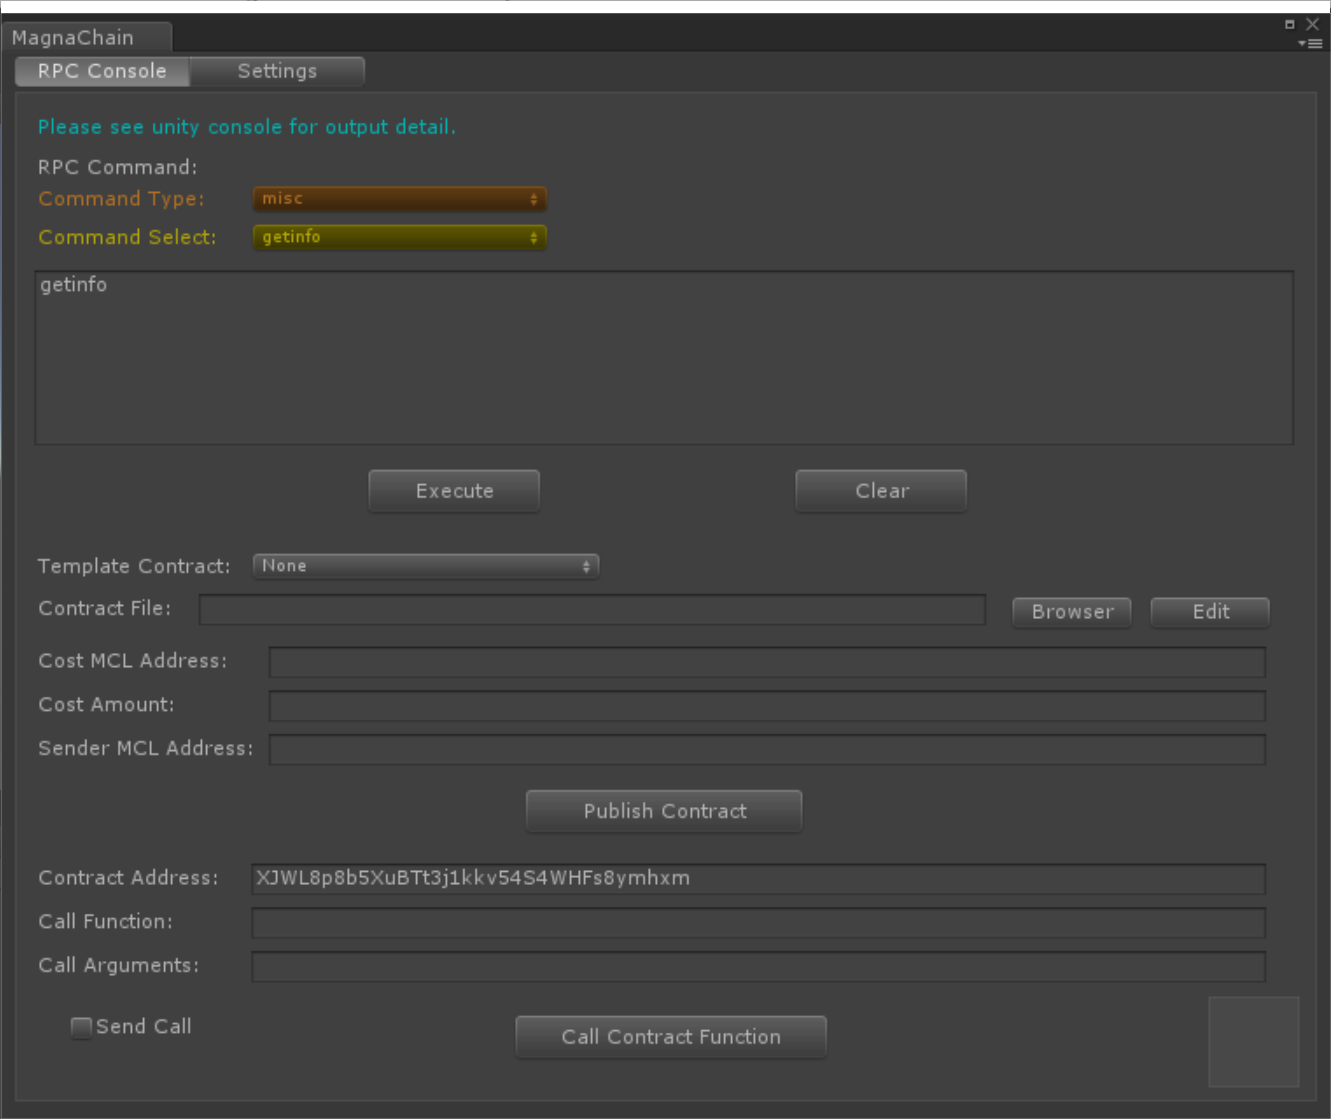 MagnaChain
RPC Console Settings
Please see unity console for output detail.
RPC Command:
Command Type: misc
Command Select: getinfo
getinfo
Execute Clear
Template Contract: None
Contract File: Browser Edit
Cost MCL Address:
Cost Amount:
Sender MCL Address:
Publish Contract
Contract Address: XJWL8p8b5XuBTt3j1kkv54S4WHFs8ymhxm
Call Function:
Call Arguments:
Send Call Call Contract Function